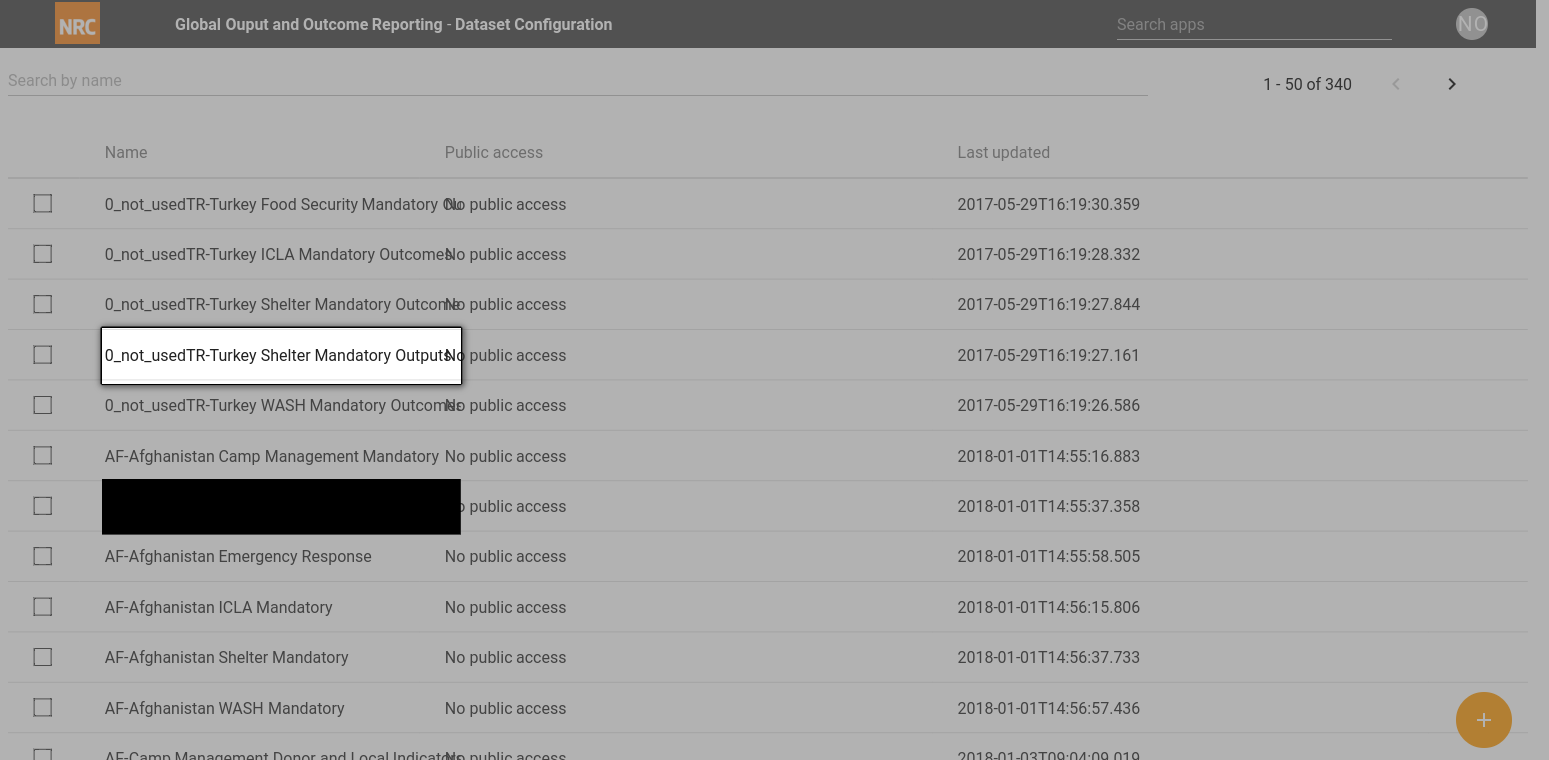 NRC Global Ouput and Outcome Reporting - Dataset Configuration Search apps NO
Search by name 1 - 50 of 340
Name Public access Last updated
0_not_usedTR-Turkey Food Security Mandatory Ou No public access 2017-05-29T16:19:30.359
0_not_usedTR-Turkey ICLA Mandatory Outcomes No public access 2017-05-29T16:19:28.332
0_not_usedTR-Turkey Shelter Mandatory Outcome No public access 2017-05-29T16:19:27.844
0_not_usedTR-Turkey Shelter Mandatory Outputs No public access 2017-05-29T16:19:27.161
0_not_usedTR-Turkey WASH Mandatory Outcomes No public access 2017-05-29T16:19:26.586
AF-Afghanistan Camp Management Mandatory No public access 2018-01-01T14:55:16.883
public access 2018-01-01T14:55:37.358
AF-Afghanistan Emergency Response No public access 2018-01-01T14:55:58.505
AF-Afghanistan ICLA Mandatory No public access 2018-01-01T14:56:15.806
AF-Afghanistan Shelter Mandatory No public access 2018-01-01T14:56:37.733
AF-Afghanistan WASH Mandatory No public access 2018-01-01T14:56:57.436
AF-Camp Management Donor and Local Indicators No public access 2018-01-03T09:04:09.019